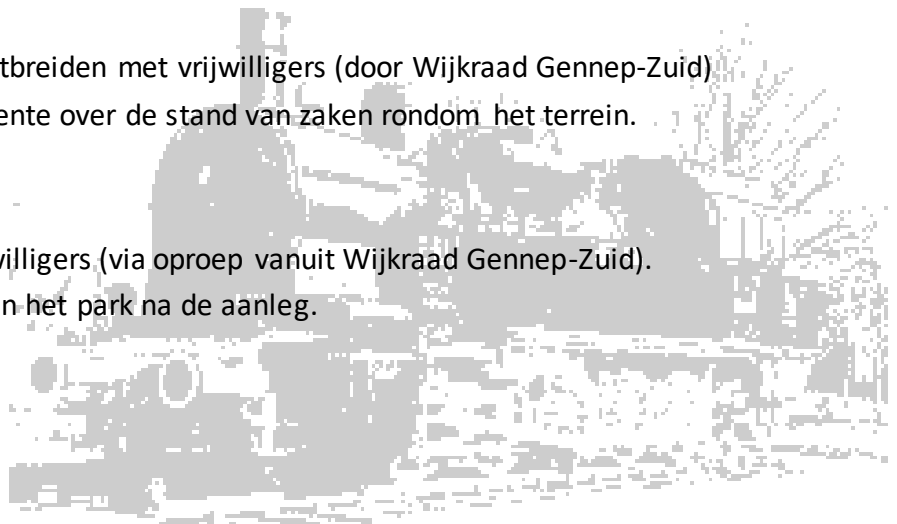 tbreiden met vrijwilligers (door Wijkraad Gennep-Zuid)
ente over de stand van zaken rondom het terrein.
willigers (via oproep vanuit Wijkraad Gennep-Zuid).
n het park na de aanleg.